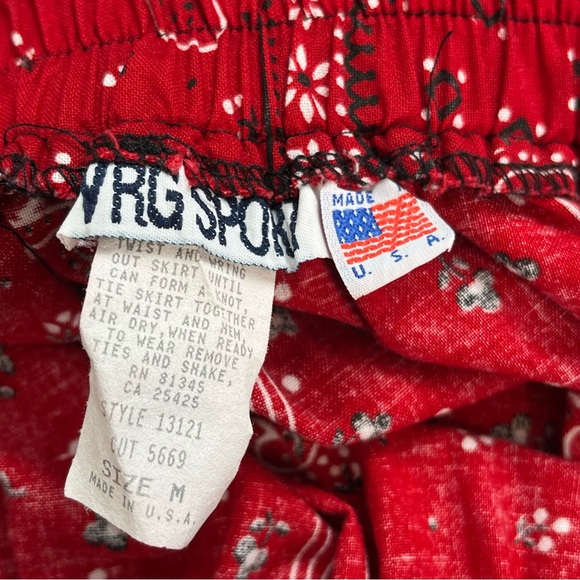 VRG SPORT
MADE
U. S. A.
TWIST AND WRING
OUT SKIRT UNTIL
CAN FORM A KNOT,
TIE SKIRT TOGETHER
AT WAIST AND HEM,
AIR DRY, WHEN READY
TO WEAR REMOVE
TIES AND SHAKE,
RN 81345
CA 25425
STYLE 13121
CUT 5669
SIZE M
MADE IN U.S.A.